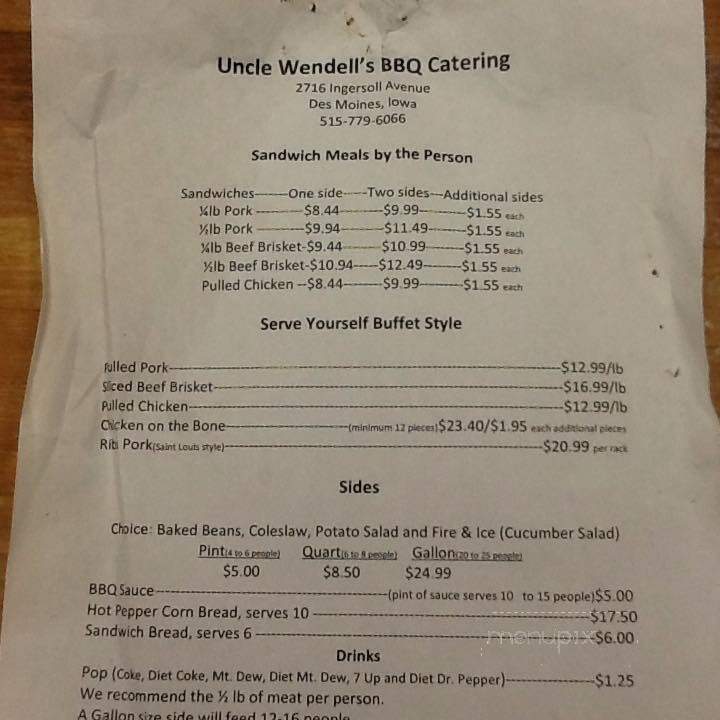 Uncle Wendell's BBQ Catering
2716 Ingersoll Avenue
Des Moines, Iowa
515-779-6066
Sandwich Meals by the Person
Sandwiches-------One side-----Two sides---Additional sides
¼lb Pork ----------$8.44---------$9.99---------$1.55 each
½lb Pork ----------$9.94---------$11.49--------$1.55 each
¼lb Beef Brisket-$9.44---------$10.99--------$1.55 each
½lb Beef Brisket-$10.94-----$12.49--------$1.55 each
Pulled Chicken --$8.44--------$9.99---------$1.55 each
Serve Yourself Buffet Style
Pulled Pork----------$12.99/lb
Sliced Beef Brisket----------$16.99/lb
Pulled Chicken----------$12.99/lb
Chicken on the Bone----------(minimum 12 pieces)$23.40/$1.95 each additional pieces
Rib Pork(Saint Louis style)----------$20.99 per rack
Sides
Choice: Baked Beans, Coleslaw, Potato Salad and Fire & Ice (Cucumber Salad)
Pint(4 to 6 people) Quart(6 to 8 people) Gallon(20 to 25 people)
$5.00 $8.50 $24.99
BBQ Sauce----------(pint of sauce serves 10 to 15 people)$5.00
Hot Pepper Corn Bread, serves 10 ----------$17.50
Sandwich Bread, serves 6 ----------$6.00
menupix
Drinks
Pop (Coke, Diet Coke, Mt. Dew, Diet Mt. Dew, 7 Up and Diet Dr. Pepper)----------$1.25
We recommend the ½ lb of meat per person.
A Gallon size side will feed 12-16 people